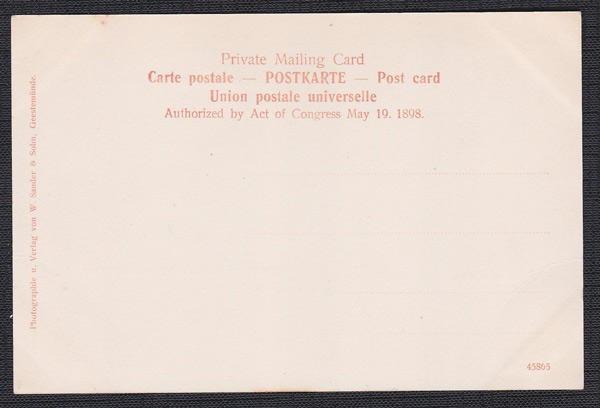 Private Mailing Card
Carte postale — POSTKARTE — Post card
Union postale universelle
Authorized by Act of Congress May 19. 1898.
Photographie u. Verlag von W. Sander & Sohn, Geestemünde.
45865